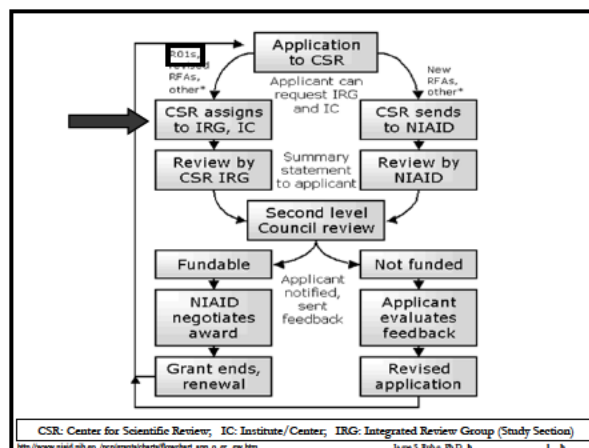 R01s,
revised
RFAs,
other*
Application
to CSR
New
RFAs,
other*
Applicant can
request IRG
and IC
CSR assigns
to IRG, IC
CSR sends
to NIAID
Review by
CSR IRG
Summary
statement
to applicant
Review by
NIAID
Second level
Council review
Fundable
Applicant
notified,
sent
feedback
Not funded
NIAID
negotiates
award
Applicant
evaluates
feedback
Grant ends,
renewal
Revised
application
CSR: Center for Scientific Review; IC: Institute/Center; IRG: Integrated Review Group (Study Section)